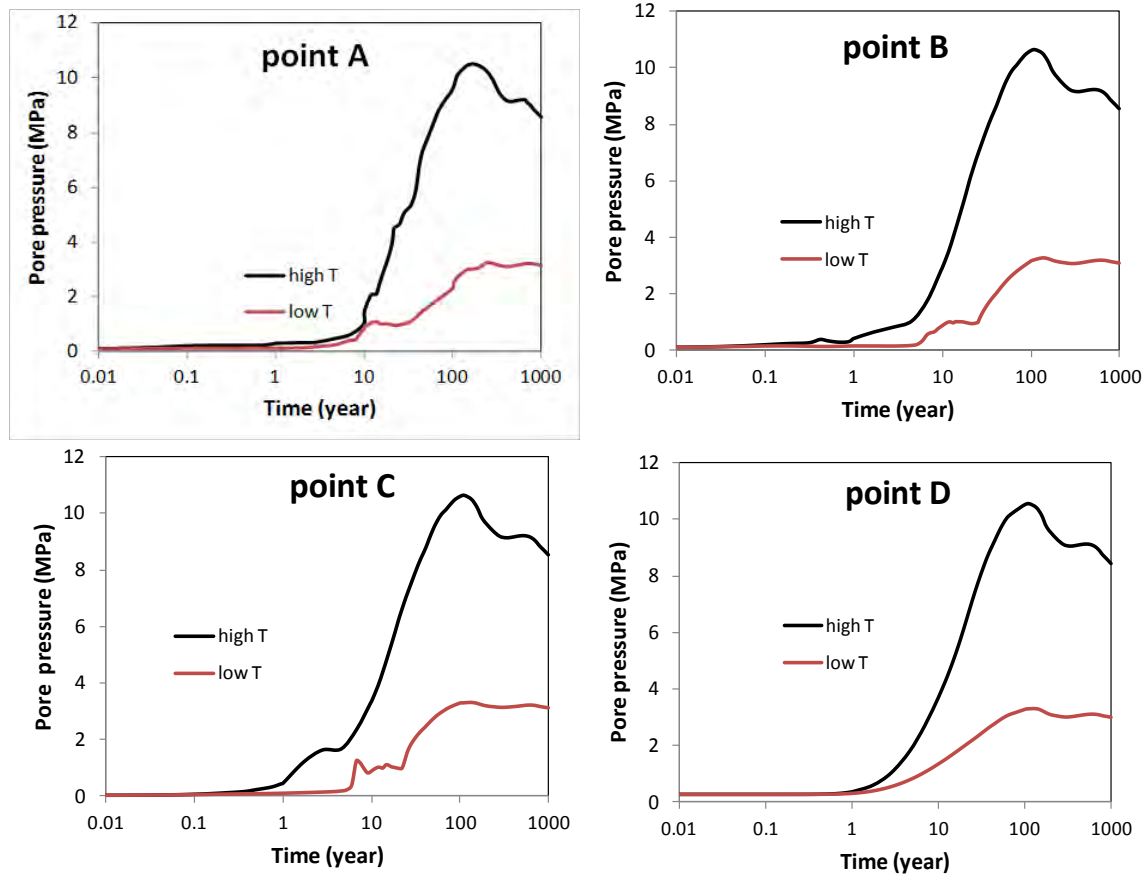 point A
Pore pressure (MPa)
12
10
8
6
4
2
0
high T
low T
0.01 0.1 1 10 100 1000
Time (year)
point B
Pore pressure (MPa)
12
10
8
6
4
2
0
high T
low T
0.01 0.1 1 10 100 1000
Time (year)
point C
Pore pressure (MPa)
12
10
8
6
4
2
0
high T
low T
0.01 0.1 1 10 100 1000
Time (year)
point D
Pore pressure (MPa)
12
10
8
6
4
2
0
high T
low T
0.01 0.1 1 10 100 1000
Time (year)